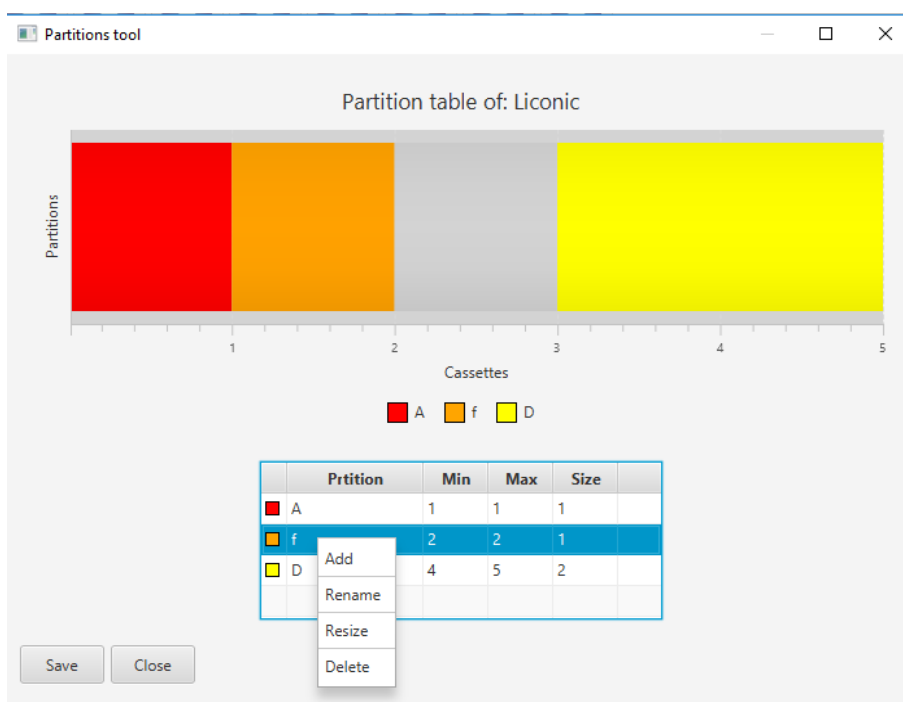 Partitions tool
Partition table of: Liconic
Partitions
1 2 3 4 5
Cassettes
A f D
Prtition Min Max Size
A 1 1 1
f 2 2 1
D 4 5 2
Add
Rename
Resize
Delete
Save Close